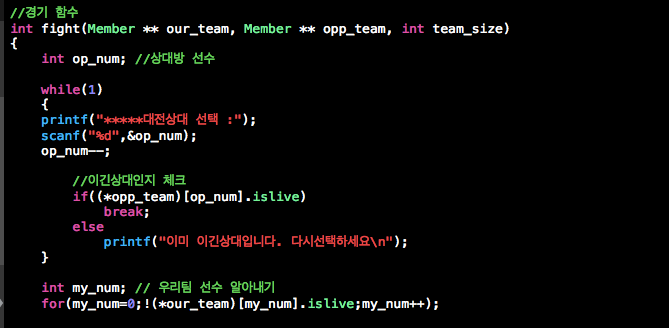 //경기 함수
int fight(Member ** our_team, Member ** opp_team, int team_size)
{
    int op_num; //상대방 선수

    while(1)
    {
    printf("*****대전상대 선택 :");
    scanf("%d",&op_num);
    op_num--;

        //이긴상대인지 체크
        if((*opp_team)[op_num].islive)
            break;
        else
            printf("이미 이긴상대입니다. 다시선택하세요\n");
    }

    int my_num; // 우리팀 선수 알아내기
    for(my_num=0;!(*our_team)[my_num].islive;my_num++);